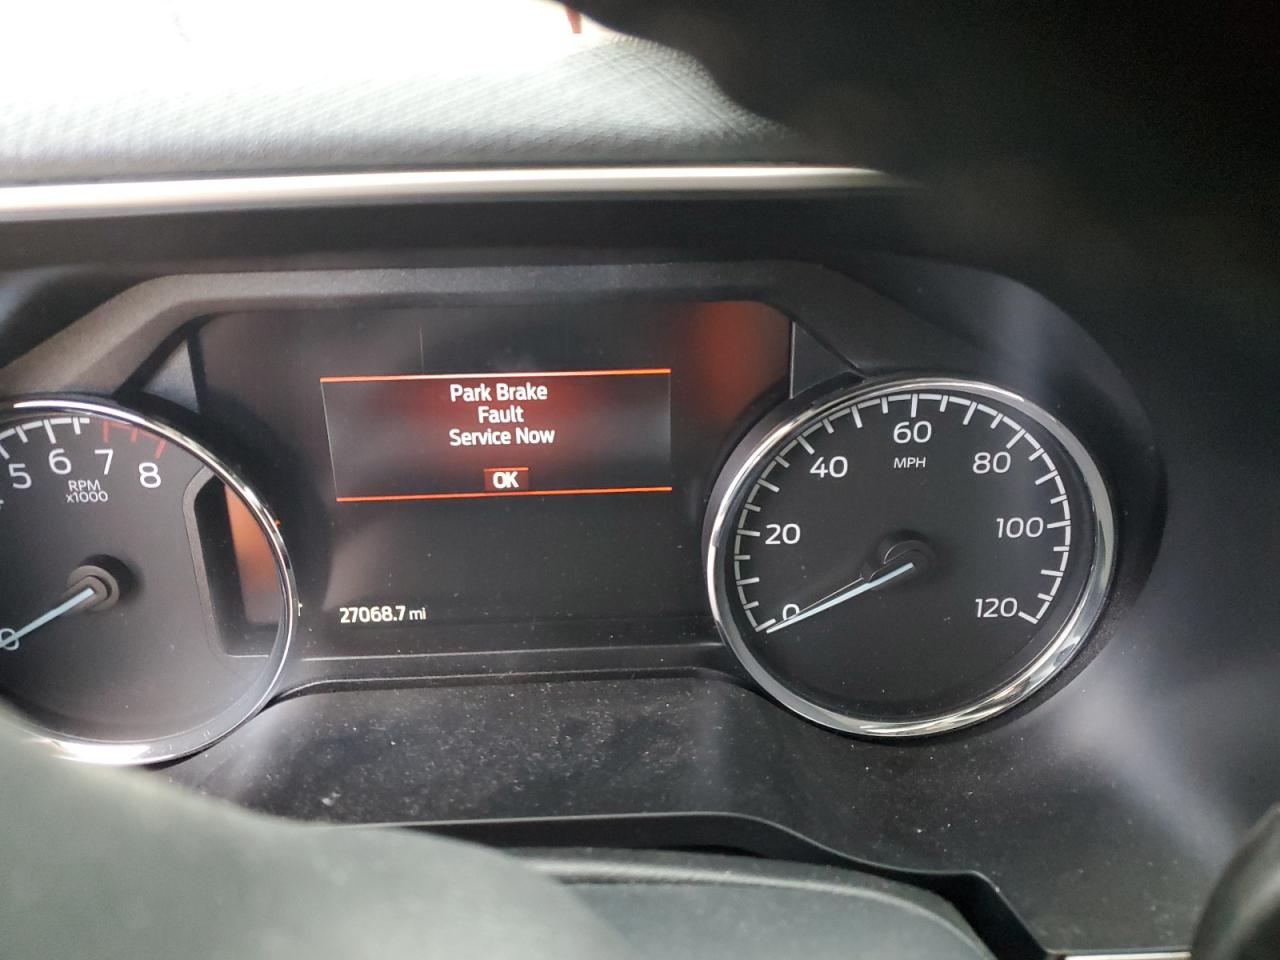 Park Brake
Fault
Service Now
OK
27068.7 mi
5 6 7 8
RPM
x1000
0
0 20 40 60 80 100 120
MPH